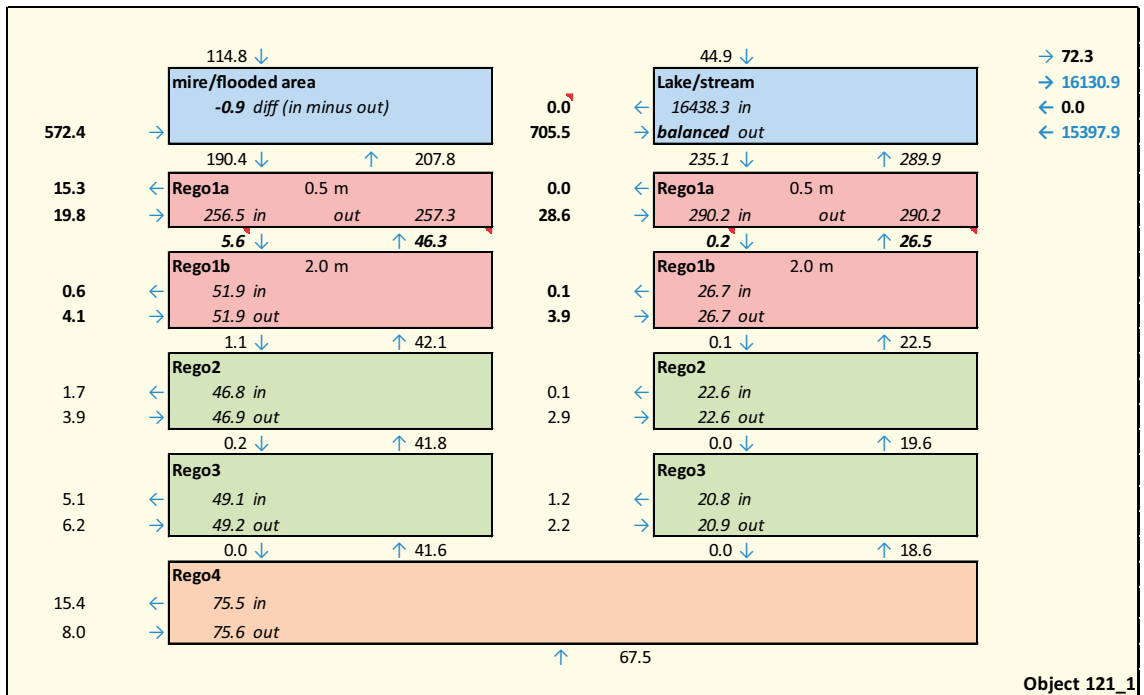 114.8 ↓ 44.9 ↓ → 72.3
mire/flooded area Lake/stream → 16130.9
-0.9 diff (in minus out) 0.0 ← 16438.3 in ← 0.0
572.4 → 705.5 → balanced out ← 15397.9
190.4 ↓ ↑ 207.8 235.1 ↓ ↑ 289.9
15.3 ← Rego1a 0.5 m 0.0 ← Rego1a 0.5 m
19.8 → 256.5 in out 257.3 28.6 → 290.2 in out 290.2
5.6 ↓ ↑ 46.3 0.2 ↓ ↑ 26.5
Rego1b 2.0 m Rego1b 2.0 m
0.6 ← 51.9 in 0.1 ← 26.7 in
4.1 → 51.9 out 3.9 → 26.7 out
1.1 ↓ ↑ 42.1 0.1 ↓ ↑ 22.5
Rego2 Rego2
1.7 ← 46.8 in 0.1 ← 22.6 in
3.9 → 46.9 out 2.9 → 22.6 out
0.2 ↓ ↑ 41.8 0.0 ↓ ↑ 19.6
Rego3 Rego3
5.1 ← 49.1 in 1.2 ← 20.8 in
6.2 → 49.2 out 2.2 → 20.9 out
0.0 ↓ ↑ 41.6 0.0 ↓ ↑ 18.6
Rego4
15.4 ← 75.5 in
8.0 → 75.6 out
↑ 67.5
Object 121_1